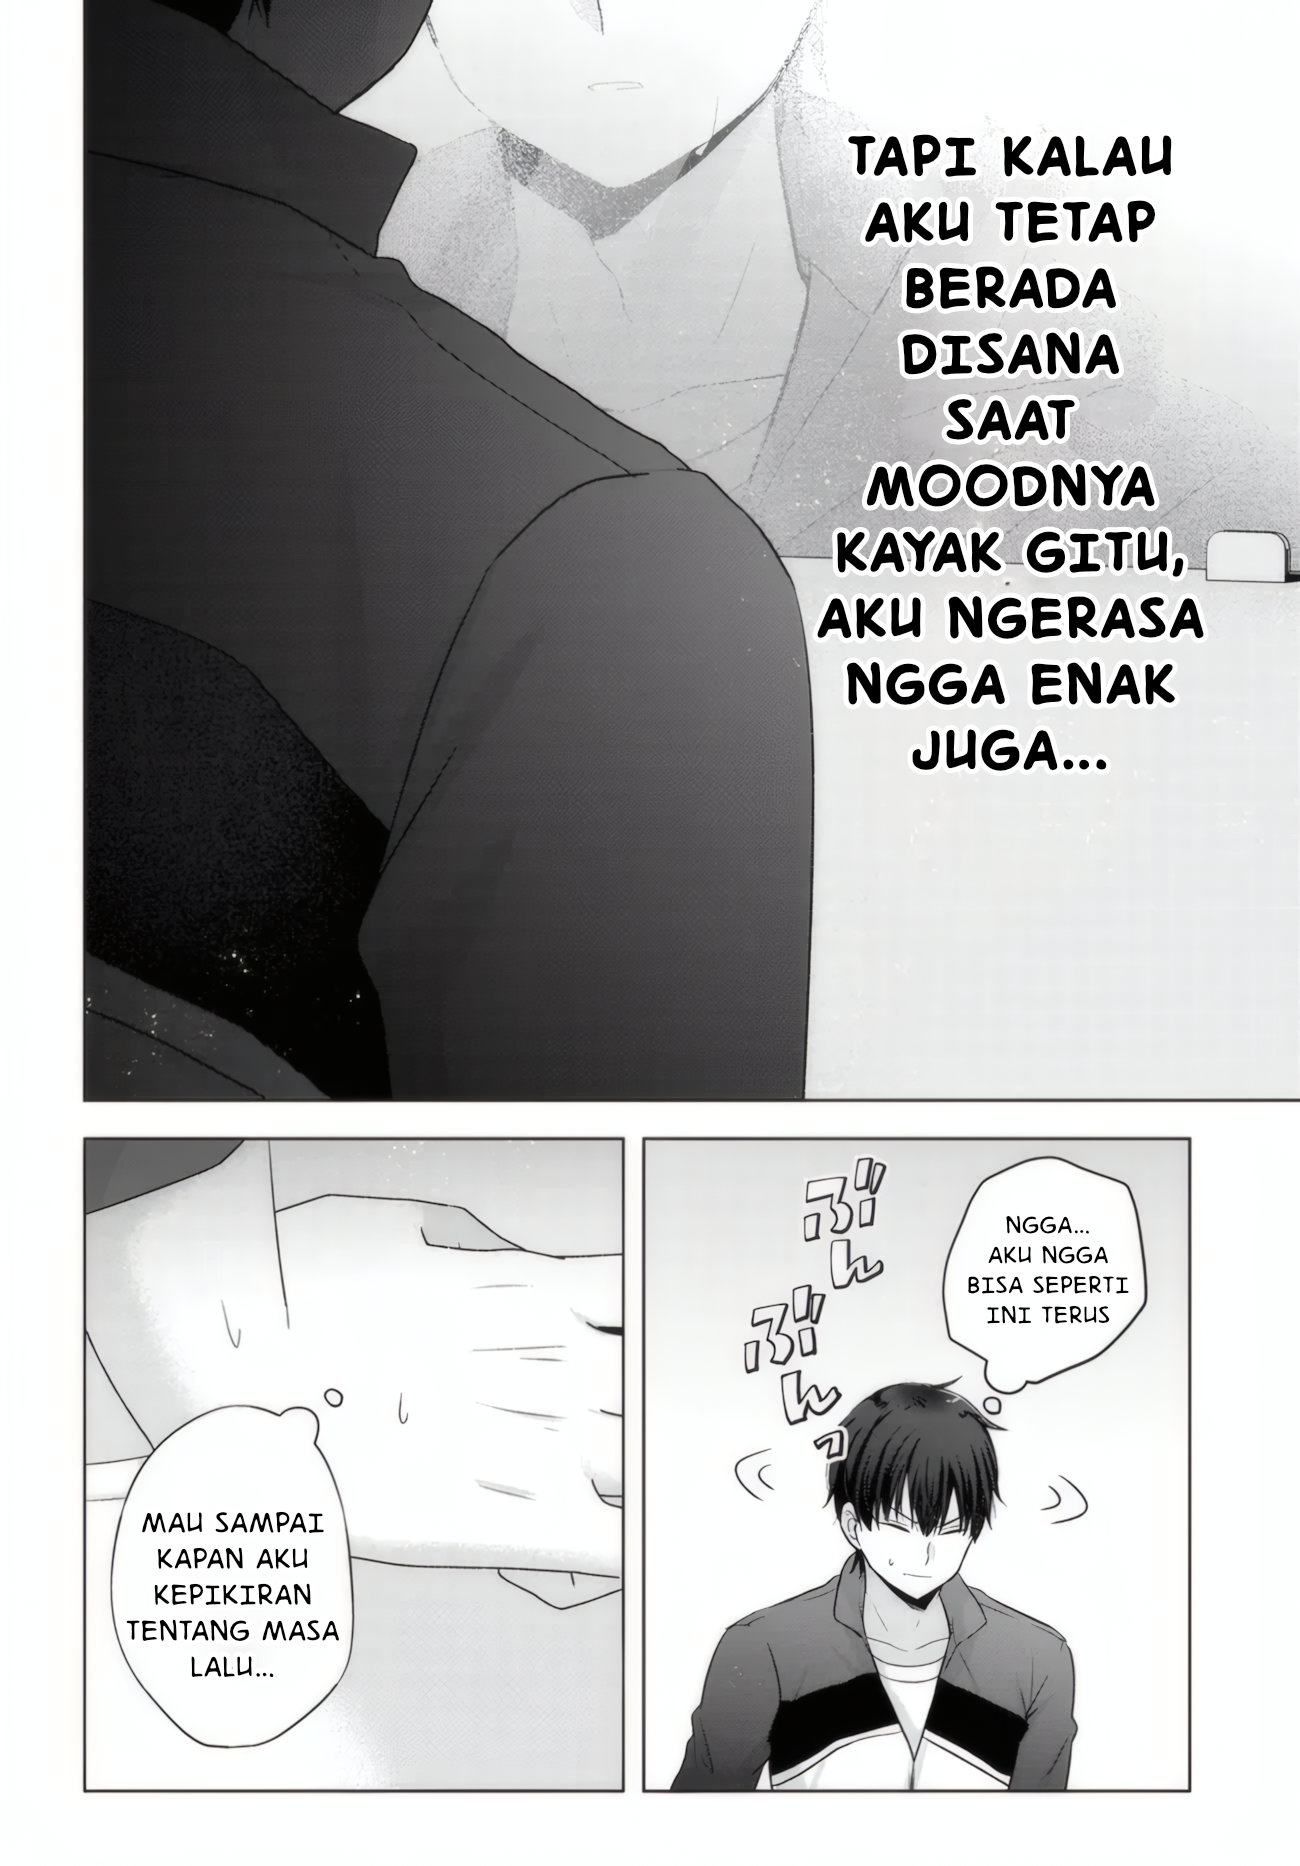 TAPI KALAU
AKU TETAP
BERADA
DISANA
SAAT
MOODNYA
KAYAK GITU,
AKU NGERASA
NGGA ENAK
JUGA...
NGGA...
AKU NGGA
BISA SEPERTI
INI TERUS
ぶん
ぶんっ
MAU SAMPAI
KAPAN AKU
KEPIKIRAN
TENTANG MASA
LALU...